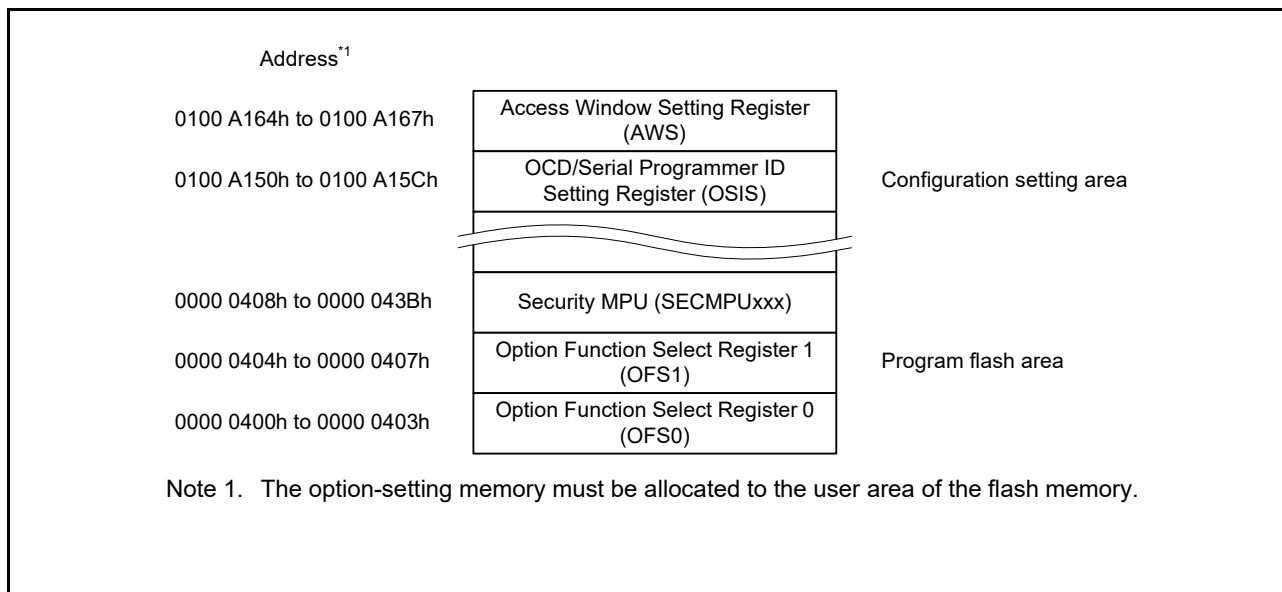 Address*1
0100 A164h to 0100 A167h
Access Window Setting Register
(AWS)
0100 A150h to 0100 A15Ch
OCD/Serial Programmer ID
Setting Register (OSIS)
Configuration setting area
0000 0408h to 0000 043Bh
Security MPU (SECMPUxxx)
0000 0404h to 0000 0407h
Option Function Select Register 1
(OFS1)
Program flash area
0000 0400h to 0000 0403h
Option Function Select Register 0
(OFS0)
Note 1. The option-setting memory must be allocated to the user area of the flash memory.